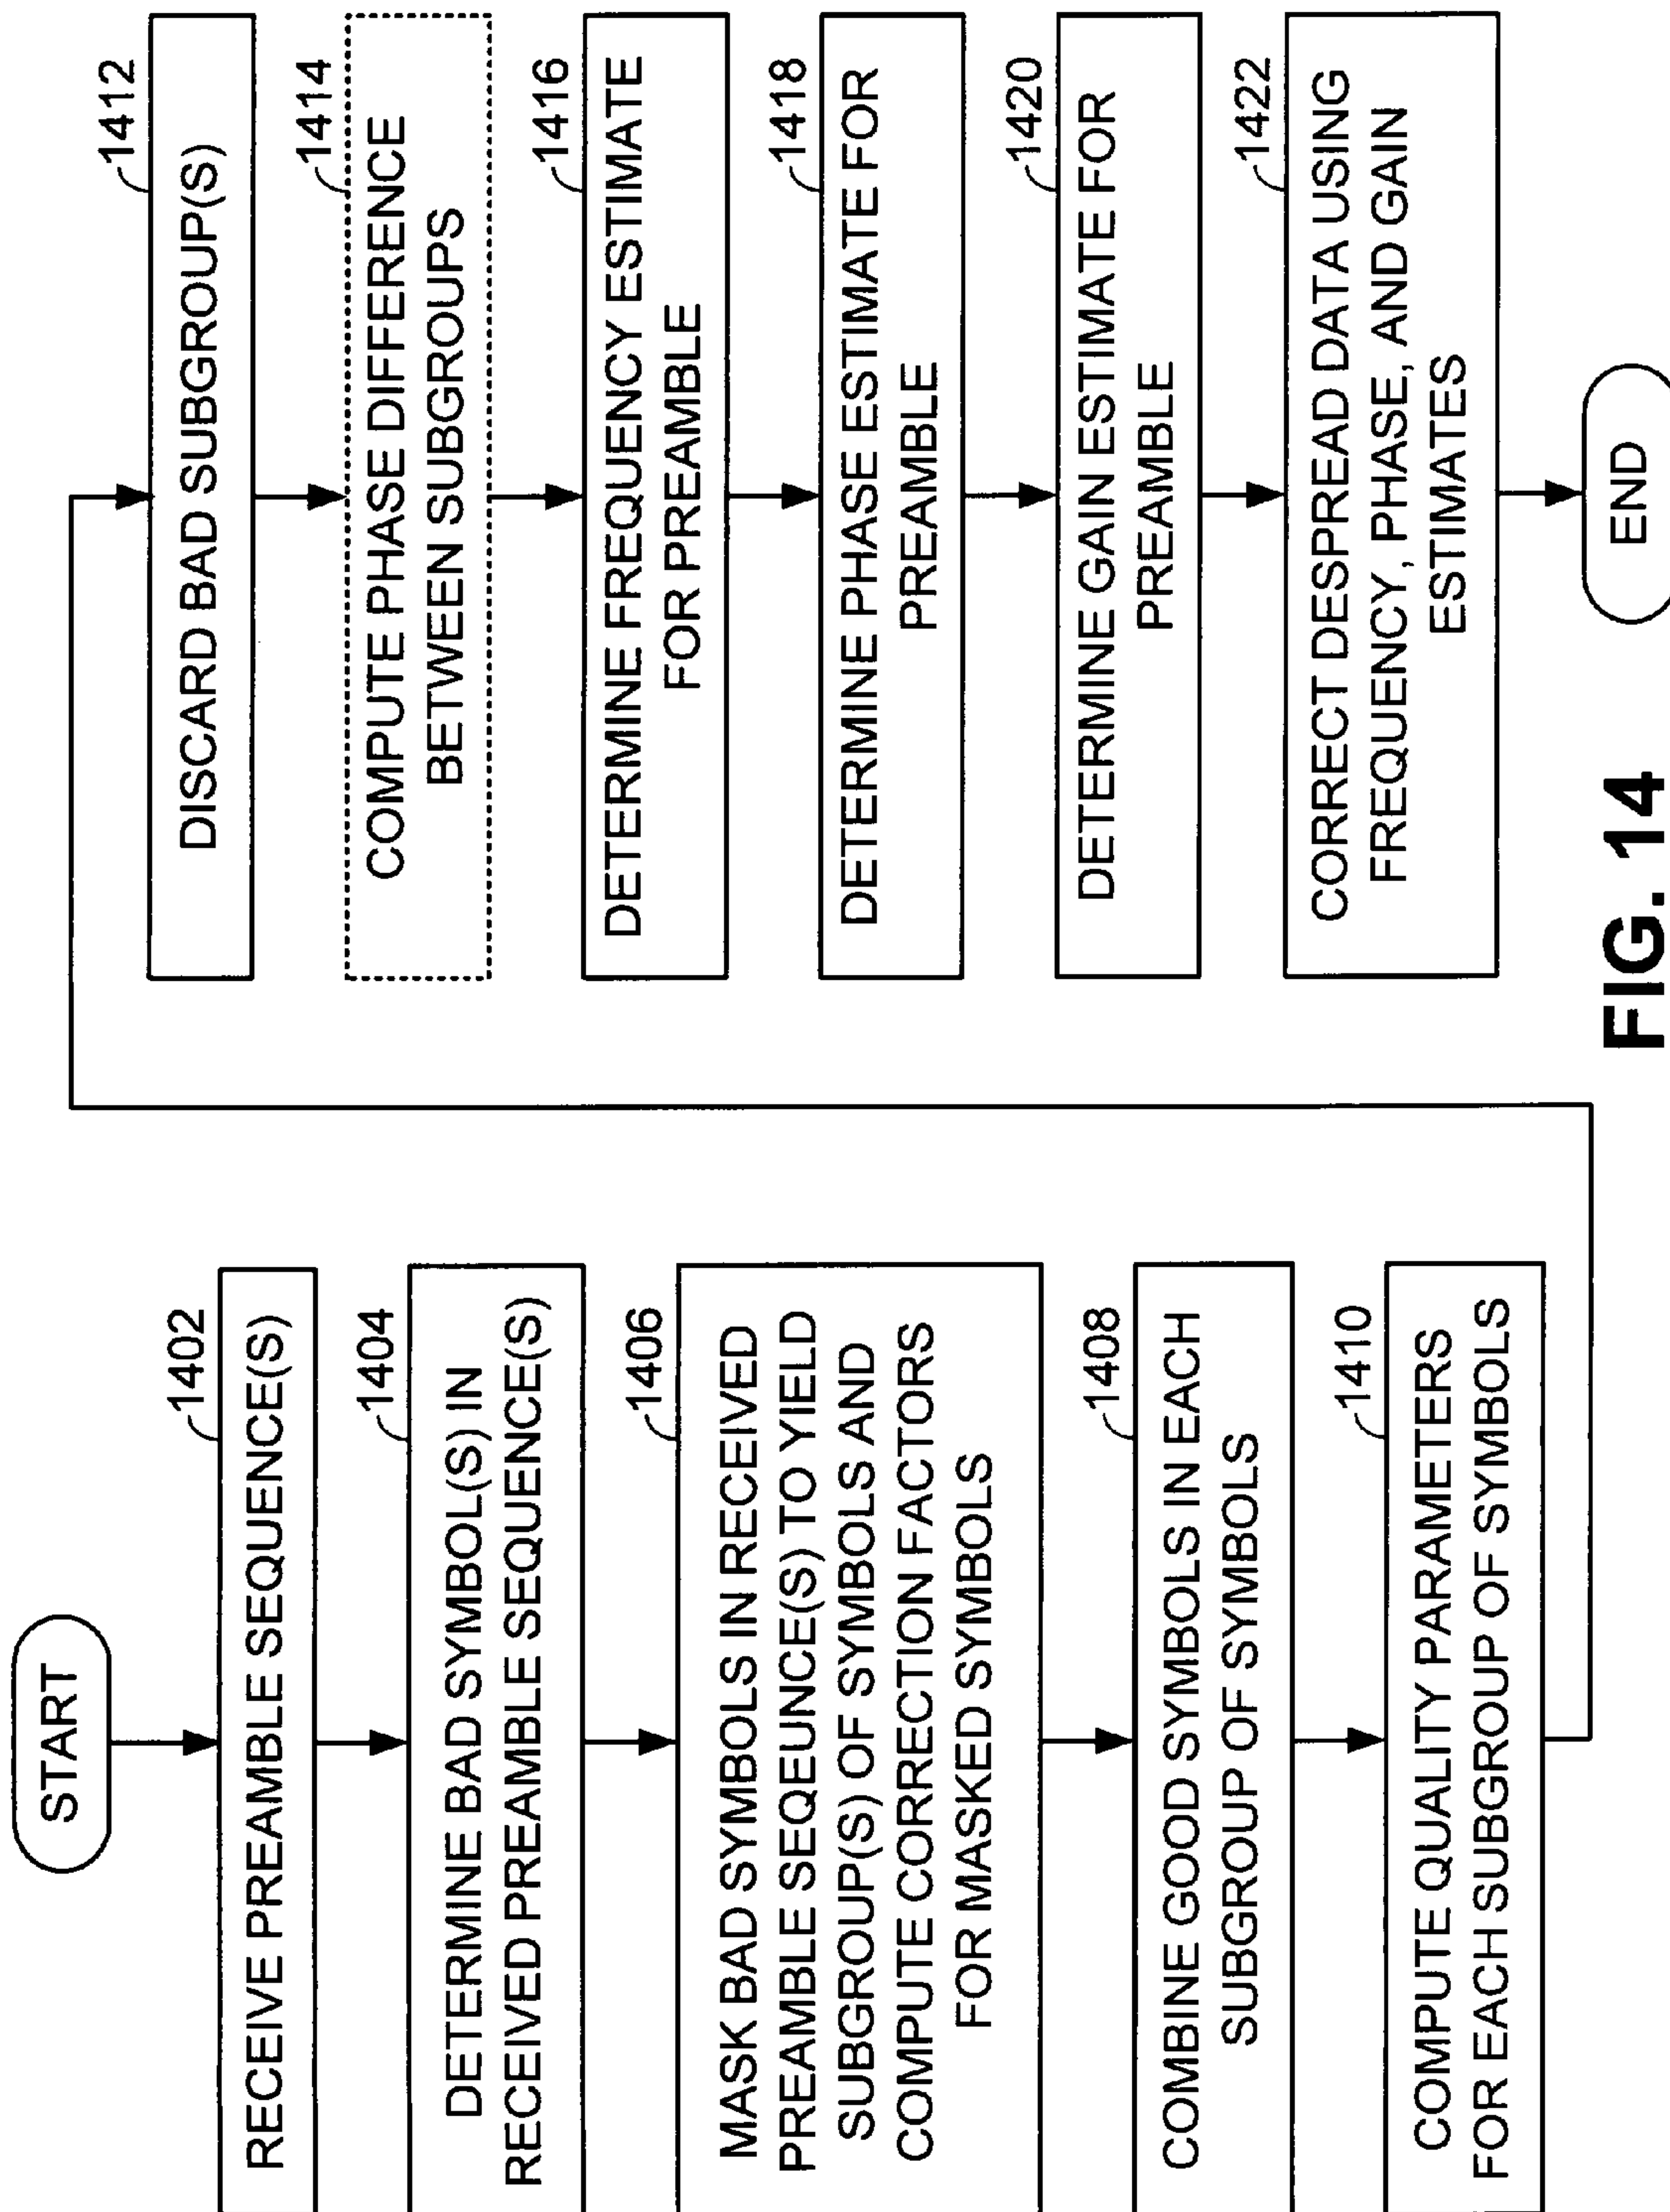 START
1402
RECEIVE PREAMBLE SEQUENCE(S)
1404
DETERMINE BAD SYMBOL(S) IN
RECEIVED PREAMBLE SEQUENCE(S)
1406
MASK BAD SYMBOLS IN RECEIVED
PREAMBLE SEQEUNCE(S) TO YIELD
SUBGROUP(S) OF SYMBOLS AND
COMPUTE CORRECTION FACTORS
FOR MASKED SYMBOLS
1408
COMBINE GOOD SYMBOLS IN EACH
SUBGROUP OF SYMBOLS
1410
COMPUTE QUALITY PARAMETERS
FOR EACH SUBGROUP OF SYMBOLS
1412
DISCARD BAD SUBGROUP(S)
1414
COMPUTE PHASE DIFFERENCE
BETWEEN SUBGROUPS
1416
DETERMINE FREQUENCY ESTIMATE
FOR PREAMBLE
1418
DETERMINE PHASE ESTIMATE FOR
PREAMBLE
1420
DETERMINE GAIN ESTIMATE FOR
PREAMBLE
1422
CORRECT DESPREAD DATA USING
FREQUENCY, PHASE, AND GAIN
ESTIMATES
END
FIG. 14